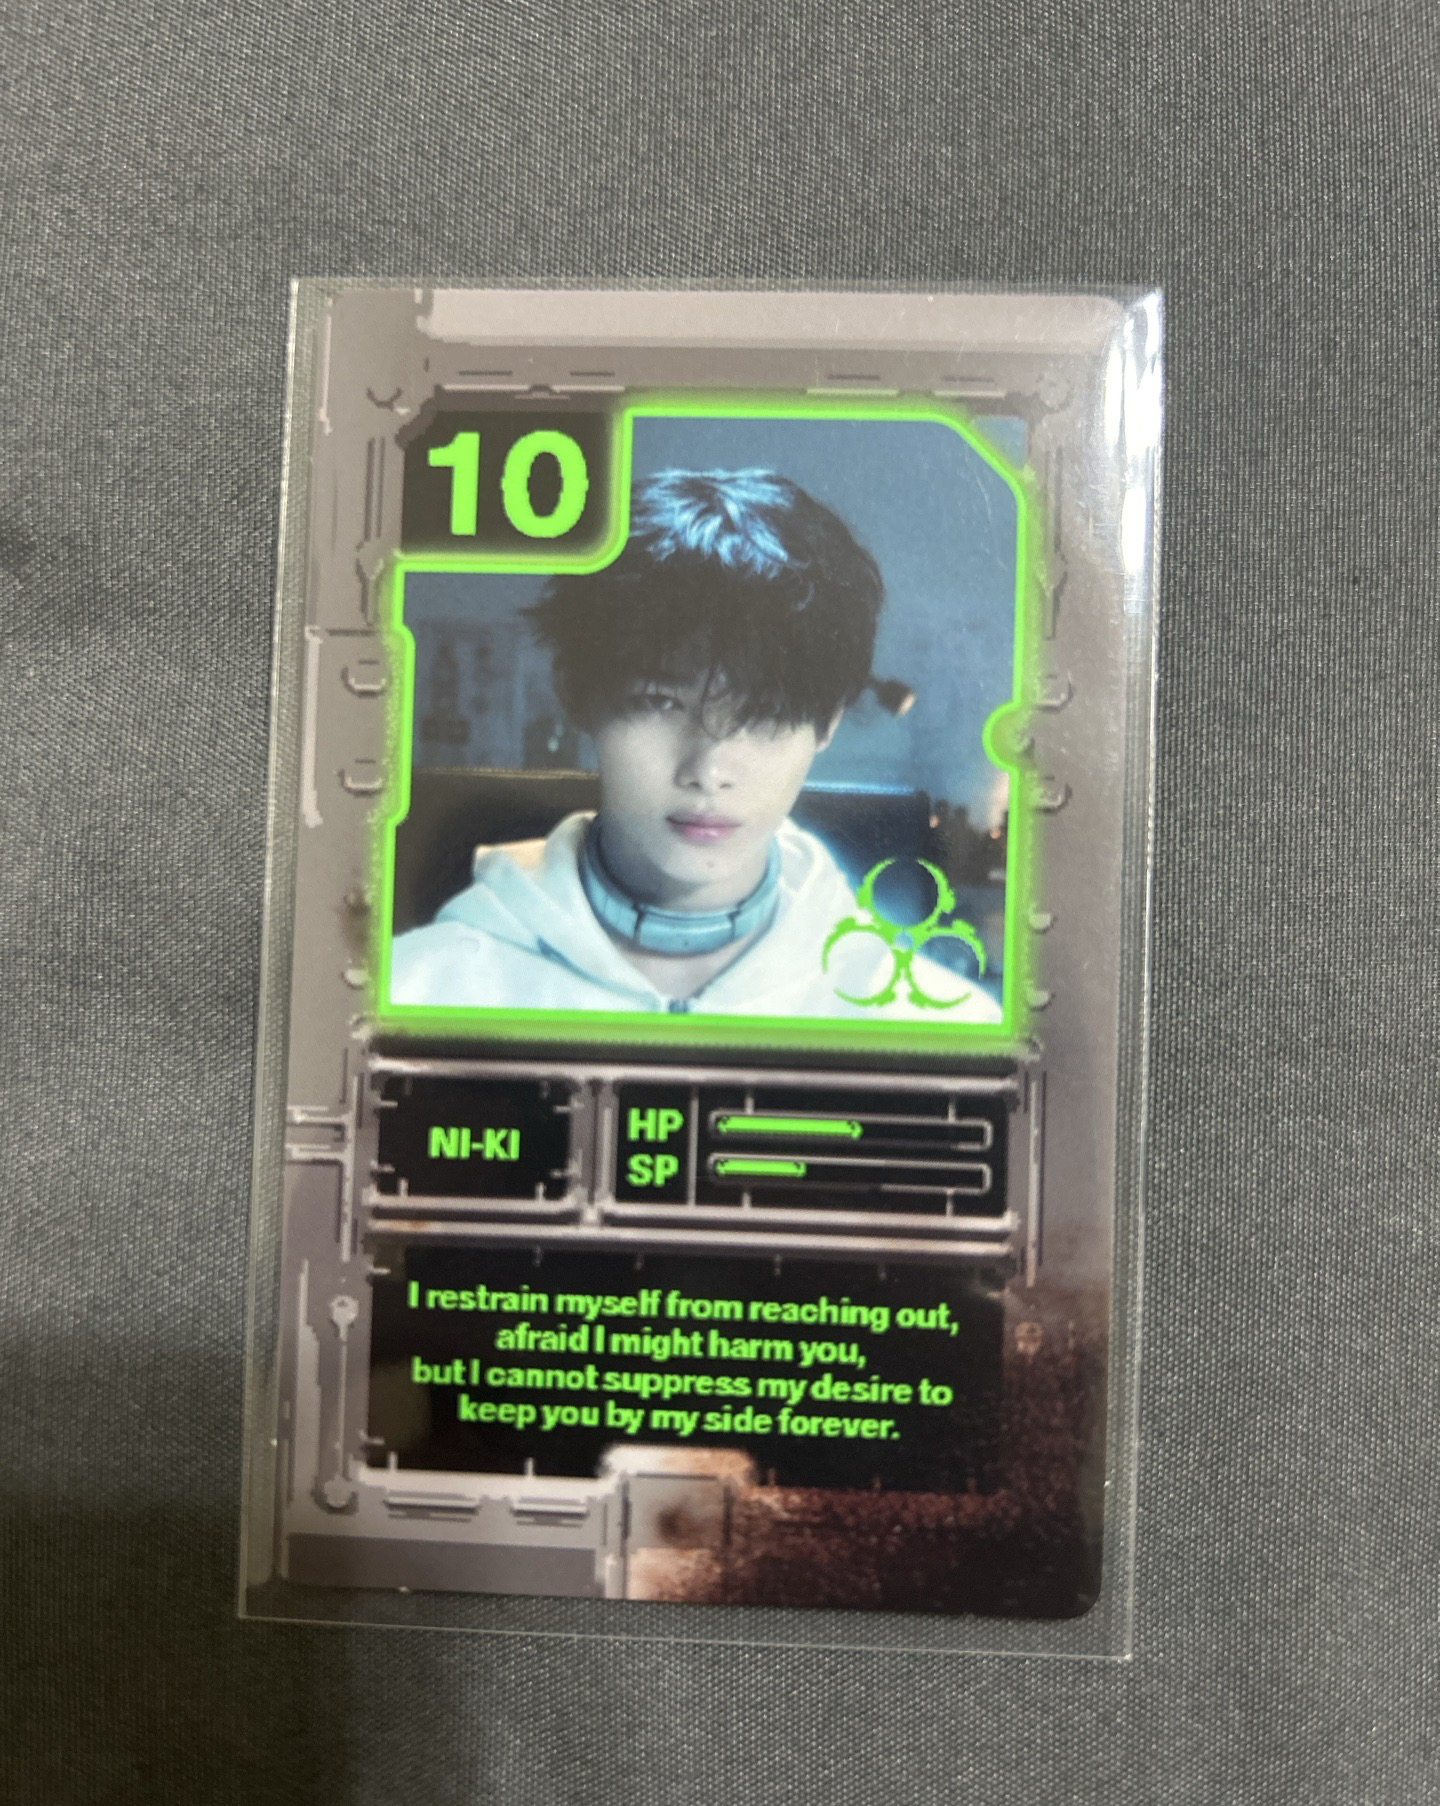 10
NI-KI
HP
SP
I restrain myself from reaching out,
afraid I might harm you,
but I cannot suppress my desire to
keep you by my side forever.